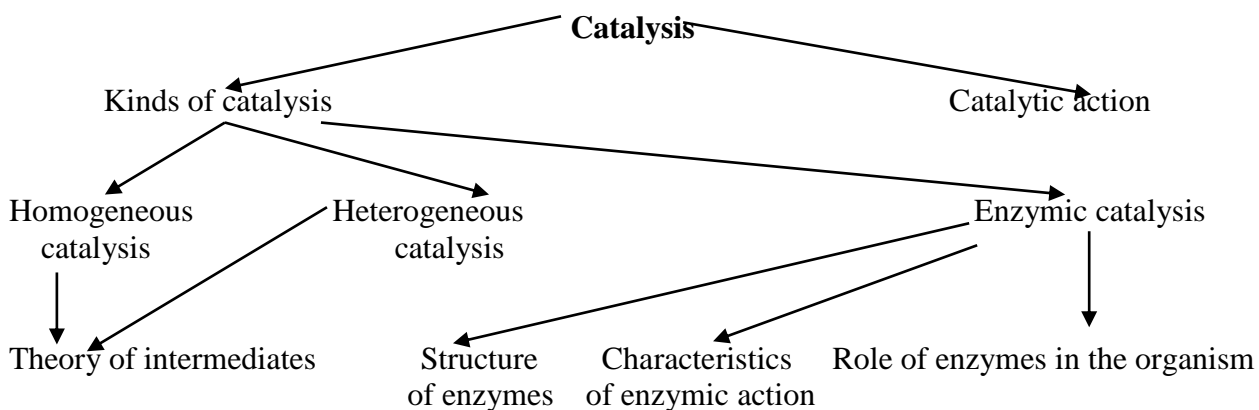 Catalysis
Kinds of catalysis
Catalytic action
Homogeneous
catalysis
Heterogeneous
catalysis
Enzymic catalysis
Theory of intermediates
Structure
of enzymes
Characteristics
of enzymic action
Role of enzymes in the organism